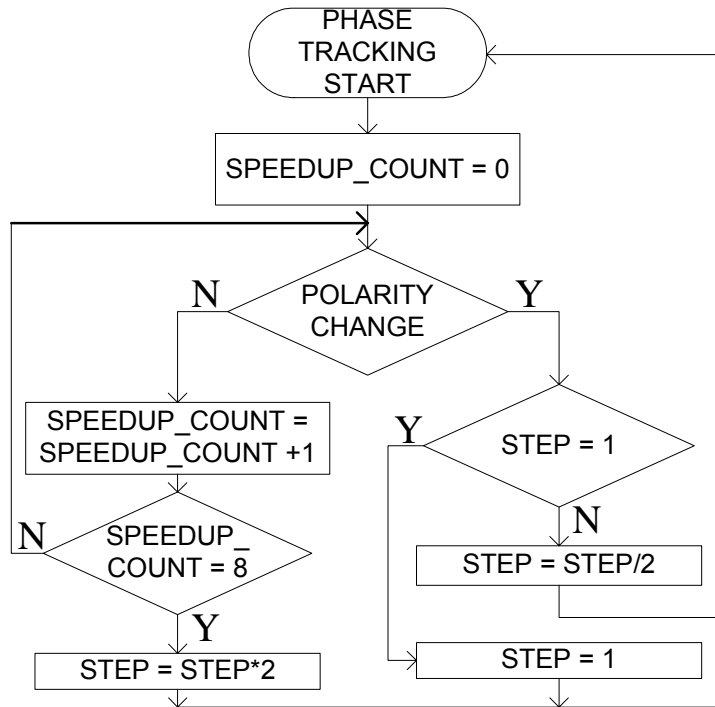 PHASE
TRACKING
START
SPEEDUP_COUNT = 0
POLARITY
CHANGE
N
Y
SPEEDUP_COUNT =
SPEEDUP_COUNT +1
Y
STEP = 1
N
SPEEDUP_
COUNT = 8
N
STEP = STEP/2
Y
STEP = STEP*2
STEP = 1